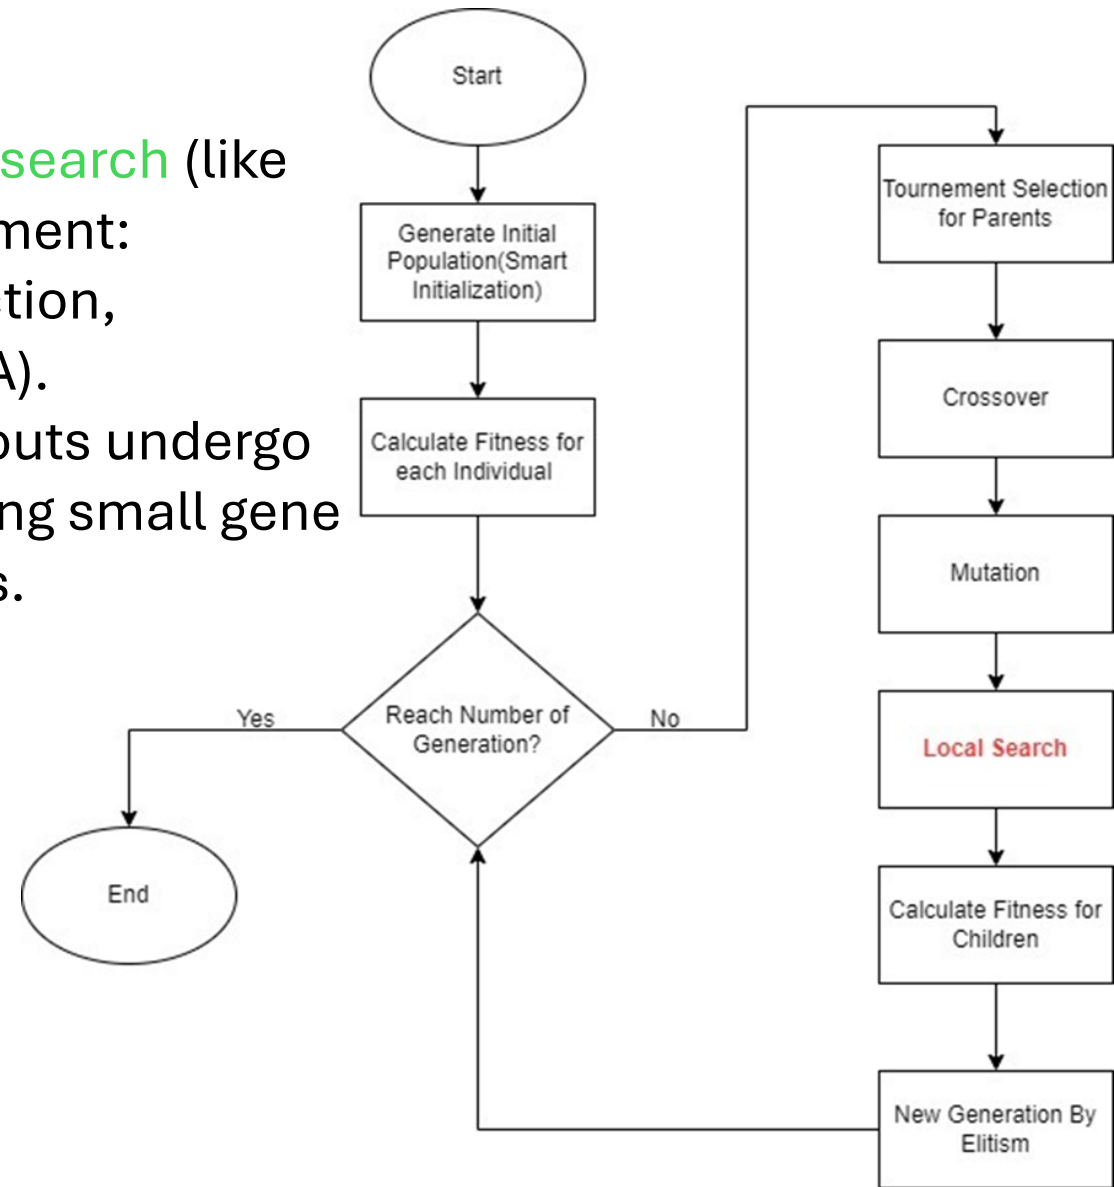 search (like
ment:
ction,
A).
outs undergo
ng small gene
s.
Start
Generate Initial
Population(Smart
Initialization)
Calculate Fitness for
each Individual
Reach Number of
Generation?
Yes
No
End
Tournement Selection
for Parents
Crossover
Mutation
Local Search
Calculate Fitness for
Children
New Generation By
Elitism